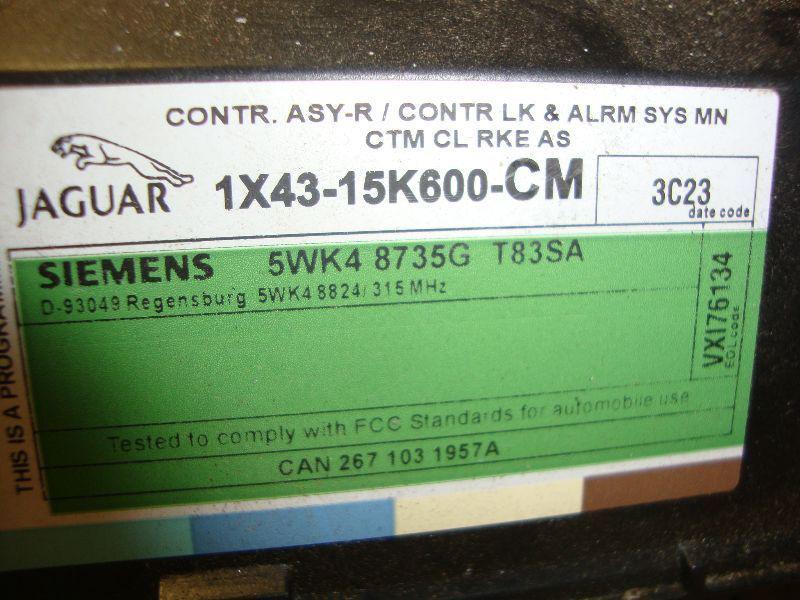 CONTR. ASY-R / CONTR LK & ALRM SYS MN
CTM CL RKE AS
JAGUAR
1X43-15K600-CM
3C23
date code
SIEMENS 5WK4 8735G T83SA
D-93049 Regensburg 5WK4 8824/ 315 MHz
VXI76134
EOL code
Tested to comply with FCC Standards for automobile use
CAN 267 103 1957A
THIS IS A